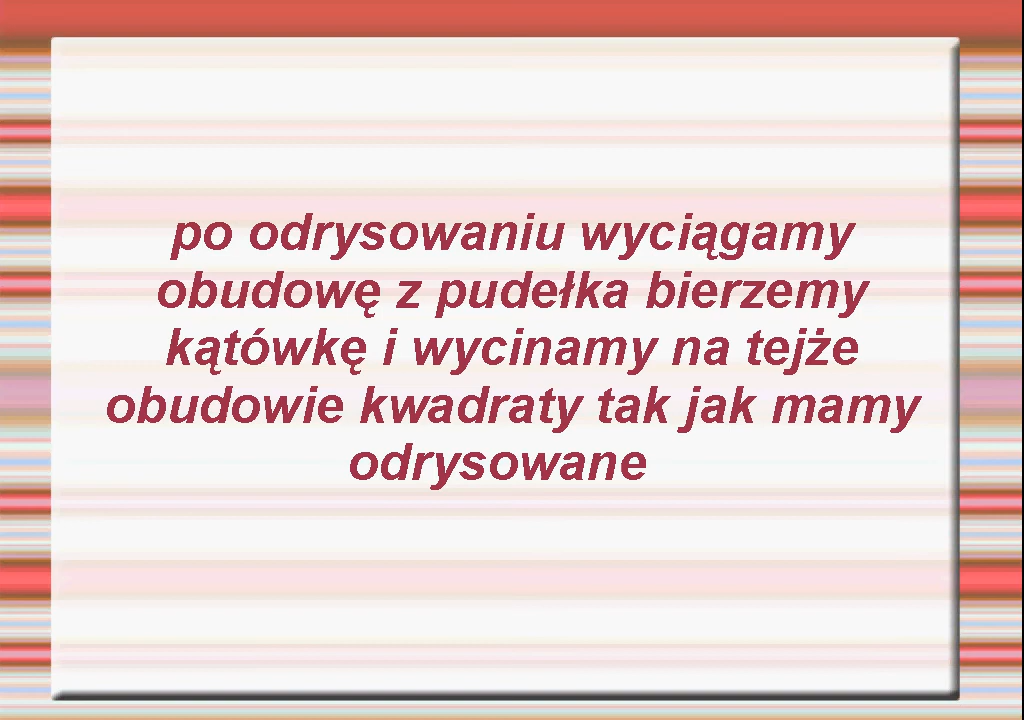 po odrysowaniu wyciągamy
obudowę z pudełka bierzemy
kątówkę i wycinamy na tejże
obudowie kwadraty tak jak mamy
odrysowane